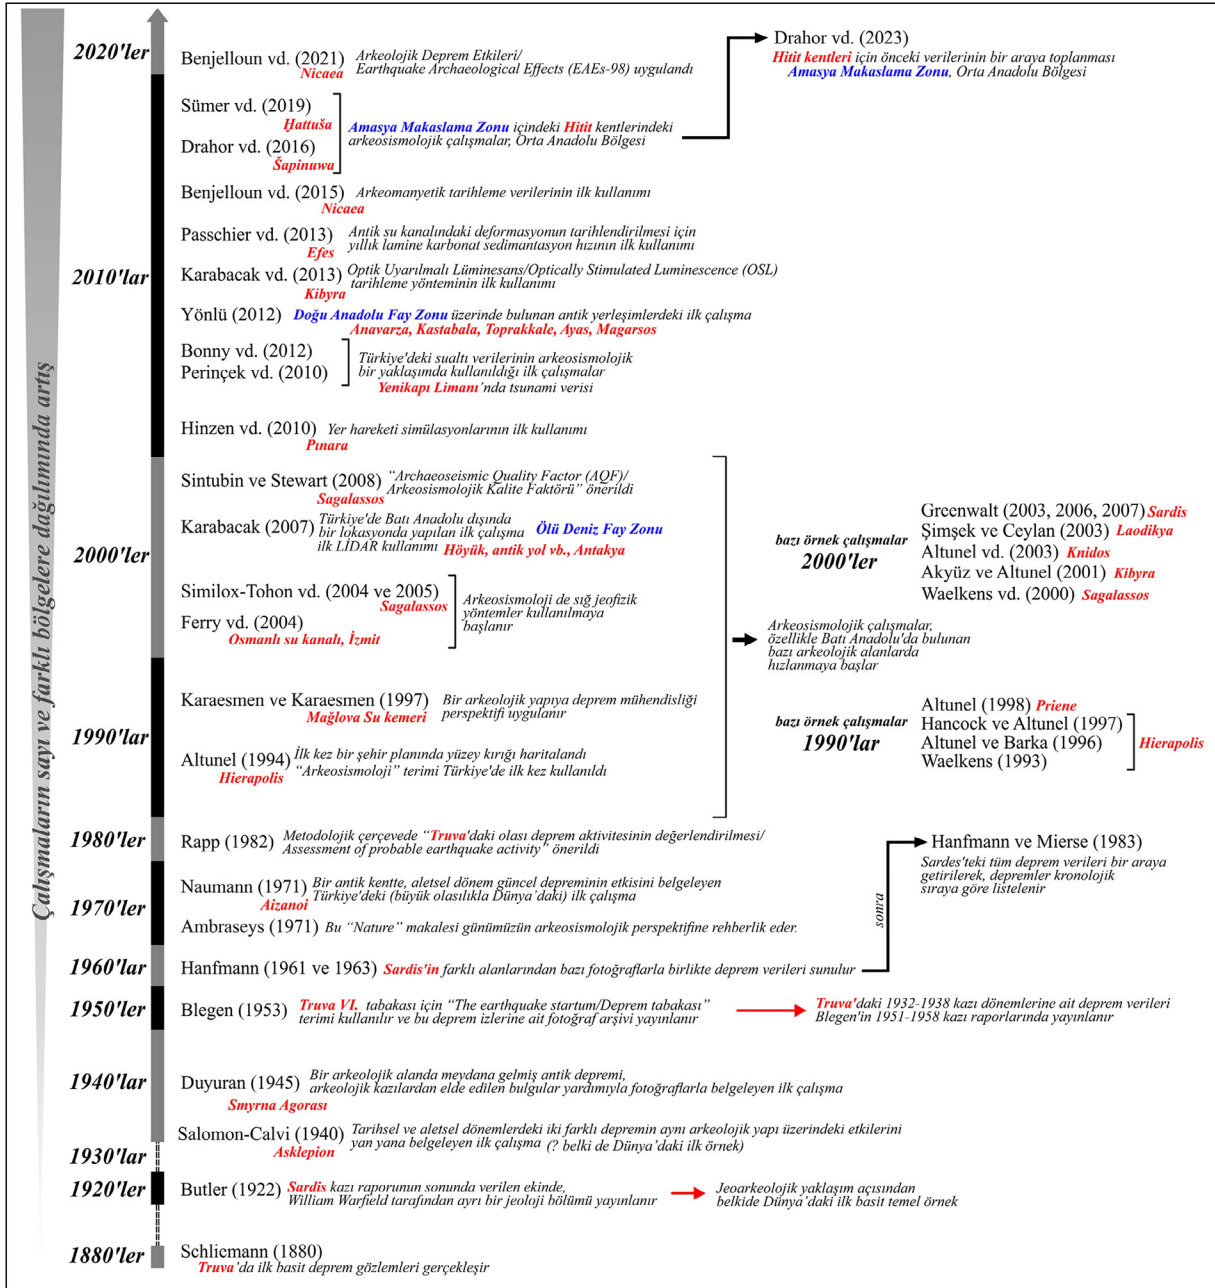 Çalışmaların sayı ve farklı bölgelere dağılımında artış
2020'ler
Benjelloun vd. (2021)
Nicaea
Arkeolojik Deprem Etkileri/
Earthquake Archaeological Effects (EAEs-98) uygulandı
Drahor vd. (2023)
Hitit kentleri için önceki verilerinin bir araya toplanması
Amasya Makaslama Zonu, Orta Anadolu Bölgesi
2010'lar
Sümer vd. (2019)
Ḫattuša
Drahor vd. (2016)
Šapinuwa
Amasya Makaslama Zonu içindeki Hitit kentlerindeki
arkeosismolojik çalışmalar, Orta Anadolu Bölgesi
Benjelloun vd. (2015) Arkeomanyetik tarihleme verilerinin ilk kullanımı
Nicaea
Passchier vd. (2013)
Efes
Antik su kanalındaki deformasyonun tarihlendirilmesi için
yıllık lamine karbonat sedimantasyon hızının ilk kullanımı
Karabacak vd. (2013)
Kibyra
Optik Uyarılmalı Lüminesans/Optically Stimulated Luminescence (OSL)
tarihleme yönteminin ilk kullanımı
Yönlü (2012) Doğu Anadolu Fay Zonu üzerinde bulunan antik yerleşimlerdeki ilk çalışma
Anavarza, Kastabala, Toprakkale, Ayas, Magarsos
Bonny vd. (2012)
Perinçek vd. (2010)
Türkiye'deki sualtı verilerinin arkeosismolojik
bir yaklaşımda kullanıldığı ilk çalışmalar
Yenikapı Limanı'nda tsunami verisi
Hinzen vd. (2010) Yer hareketi simülasyonlarının ilk kullanımı
Pınara
2000'ler
Sintubin ve Stewart (2008)
Sagalassos
“Archaeoseismic Quality Factor (AQF)/
Arkeosismolojik Kalite Faktörü” önerildi
Karabacak (2007)
Türkiye'de Batı Anadolu dışında
bir lokasyonda yapılan ilk çalışma Ölü Deniz Fay Zonu
ilk LİDAR kullanımı Höyük, antik yol vb., Antakya
Similox-Tohon vd. (2004 ve 2005)
Sagalassos
Ferry vd. (2004)
Osmanlı su kanalı, İzmit
Arkeosismoloji de sığ jeofizik
yöntemler kullanılmaya
başlanır
bazı örnek çalışmalar
2000'ler
Greenwalt (2003, 2006, 2007) Sardis
Şimşek ve Ceylan (2003) Laodikya
Altunel vd. (2003) Knidos
Akyüz ve Altunel (2001) Kibyra
Waelkens vd. (2000) Sagalassos
Arkeosismolojik çalışmalar,
özellikle Batı Anadolu'da bulunan
bazı arkeolojik alanlarda
hızlanmaya başlar
1990'lar
Karaesmen ve Karaesmen (1997)
Mağlova Su kemeri
Bir arkeolojik yapıya deprem mühendisliği
perspektifi uygulanır
Altunel (1994)
Hierapolis
İlk kez bir şehir planında yüzey kırığı haritalandı
“Arkeosismoloji” terimi Türkiye'de ilk kez kullanıldı
bazı örnek çalışmalar
1990'lar
Altunel (1998) Priene
Hancock ve Altunel (1997)
Altunel ve Barka (1996)
Waelkens (1993)
Hierapolis
1980'ler
Rapp (1982)
Metodolojik çerçevede “Truva'daki olası deprem aktivitesinin değerlendirilmesi/
Assessment of probable earthquake activity” önerildi
Hanfmann ve Mierse (1983)
Sardes'teki tüm deprem verileri bir araya
getirilerek, depremler kronolojik
sıraya göre listelenir
sonra
1970'ler
Naumann (1971)
Aizanoi
Bir antik kentte, aletsel dönem güncel depreminin etkisini belgeleyen
Türkiye'deki (büyük olasılıkla Dünya'daki) ilk çalışma
Ambraseys (1971) Bu “Nature” makalesi günümüzün arkeosismolojik perspektifine rehberlik eder.
1960'lar
Hanfmann (1961 ve 1963) Sardis'in farklı alanlarından bazı fotoğraflarla birlikte deprem verileri sunulur
1950'ler
Blegen (1953)
Truva VI. tabakası için “The earthquake startum/Deprem tabakası”
terimi kullanılır ve bu deprem izlerine ait fotoğraf arşivi yayınlanır
Truva'daki 1932-1938 kazı dönemlerine ait deprem verileri
Blegen'in 1951-1958 kazı raporlarında yayınlanır
1940'lar
Duyuran (1945)
Smyrna Agorası
Bir arkeolojik alanda meydana gelmiş antik depremi,
arkeolojik kazılardan elde edilen bulgular yardımıyla fotoğraflarla belgeleyen ilk çalışma
Salomon-Calvi (1940)
Asklepion
Tarihsel ve aletsel dönemlerdeki iki farklı depremin aynı arkeolojik yapı üzerindeki etkilerini
yan yana belgeleyen ilk çalışma (? belki de Dünya’daki ilk örnek)
1930'lar
1920'ler
Butler (1922)
Sardis kazı raporunun sonunda verilen ekinde,
William Warfield tarafından ayrı bir jeoloji bölümü yayınlanır
Jeoarkeolojik yaklaşım açısından
belkide Dünya’daki ilk basit temel örnek
1880'ler
Schliemann (1880)
Truva’da ilk basit deprem gözlemleri gerçekleşir